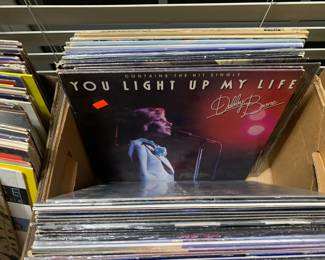 CONTAINS THE HIT SINGLE
YOU LIGHT UP MY LIFE
Debby Boone